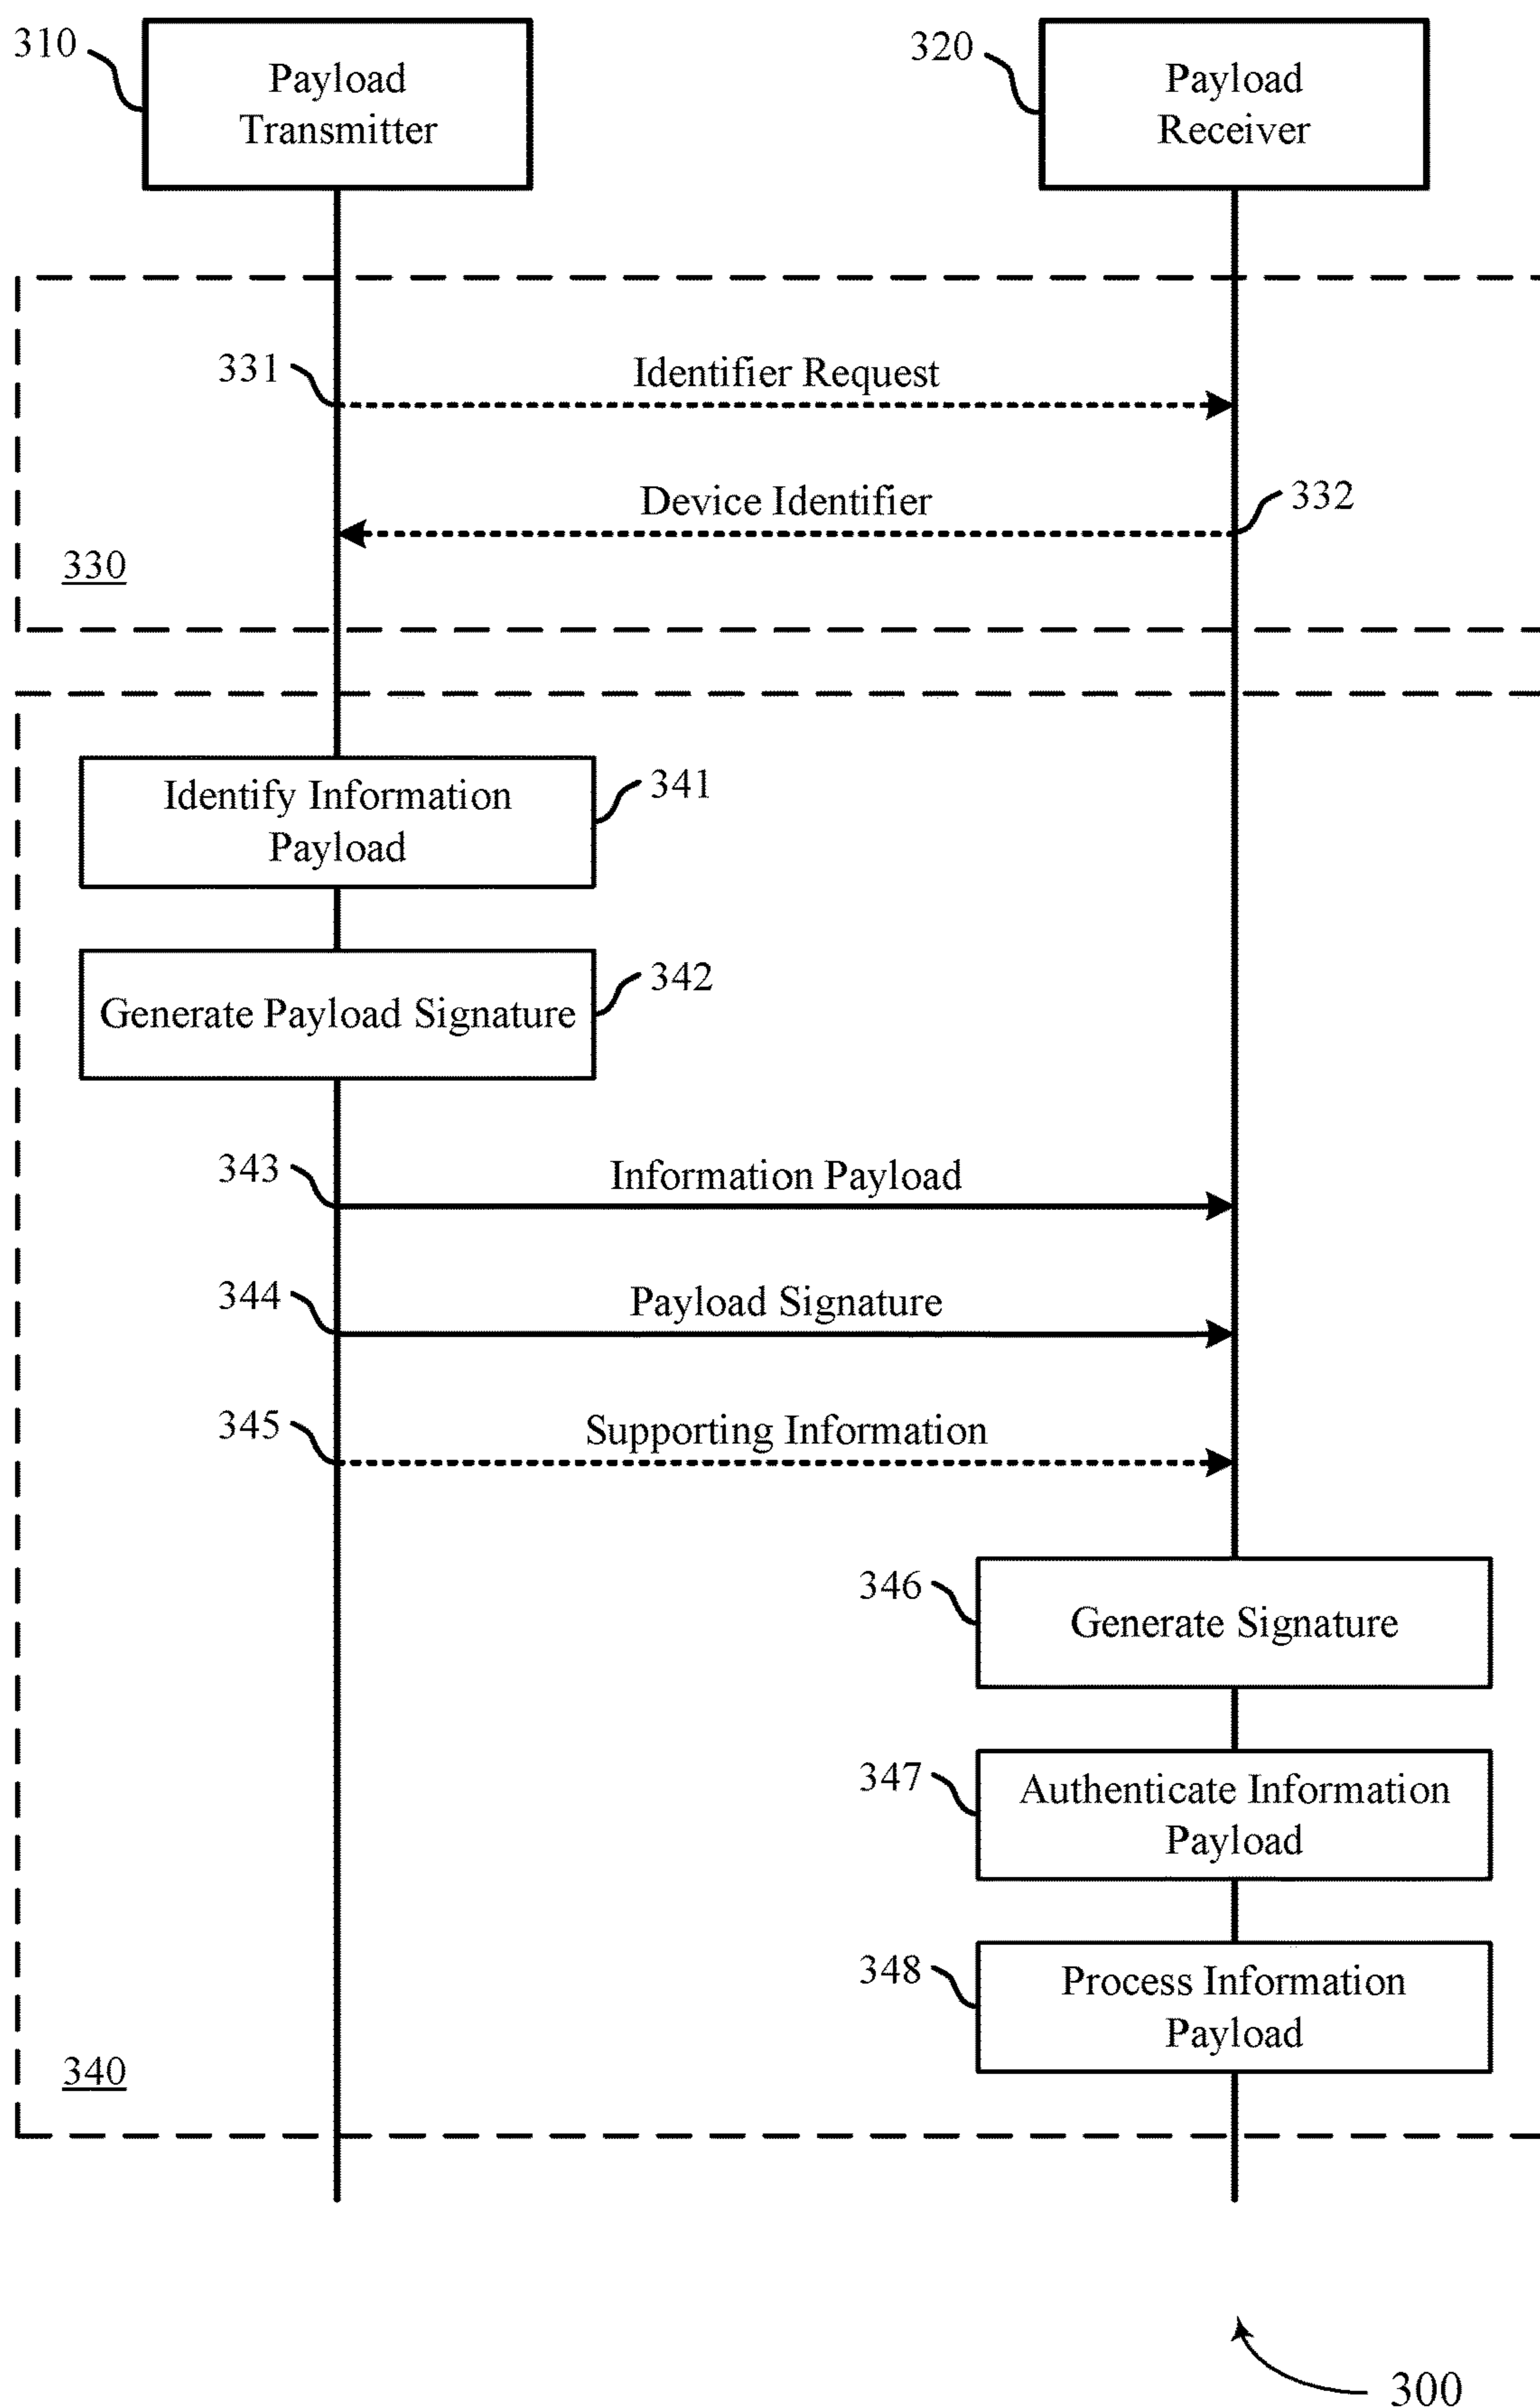 310
Payload
Transmitter
320
Payload
Receiver
331
Identifier Request
Device Identifier
332
330
Identify Information
Payload
341
Generate Payload Signature
342
343
Information Payload
344
Payload Signature
345
Supporting Information
346
Generate Signature
347
Authenticate Information
Payload
348
Process Information
Payload
340
300